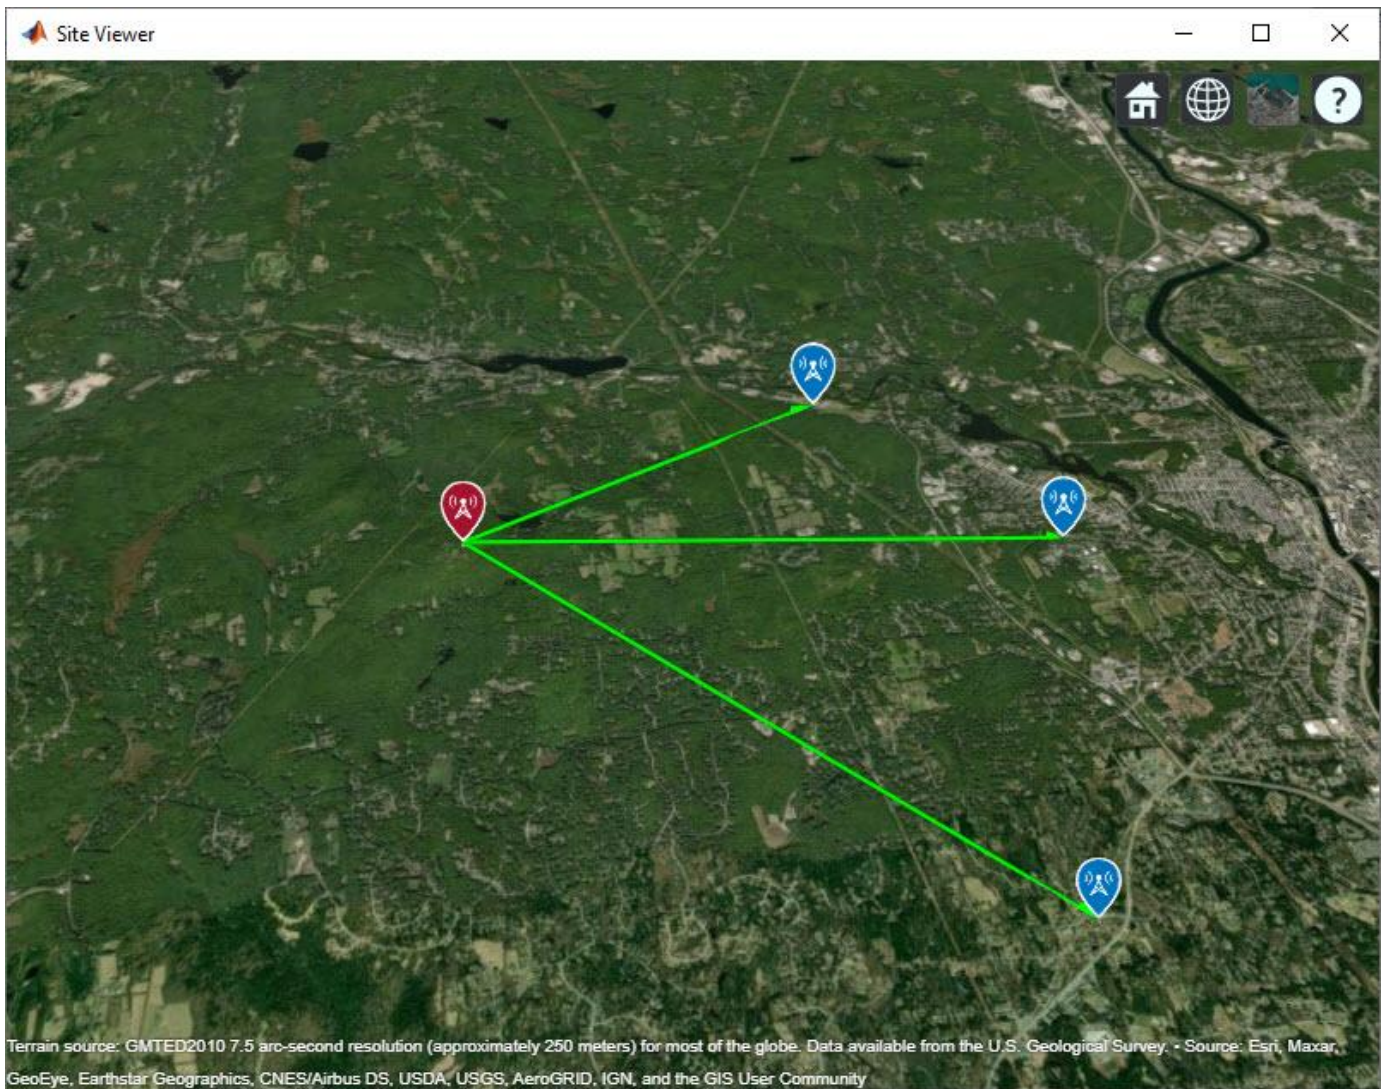 Site Viewer
?
Terrain source: GMTED2010 7.5 arc-second resolution (approximately 250 meters) for most of the globe. Data available from the U.S. Geological Survey. • Source: Esri, Maxar,
GeoEye, Earthstar Geographics, CNES/Airbus DS, USDA, USGS, AeroGRID, IGN, and the GIS User Community